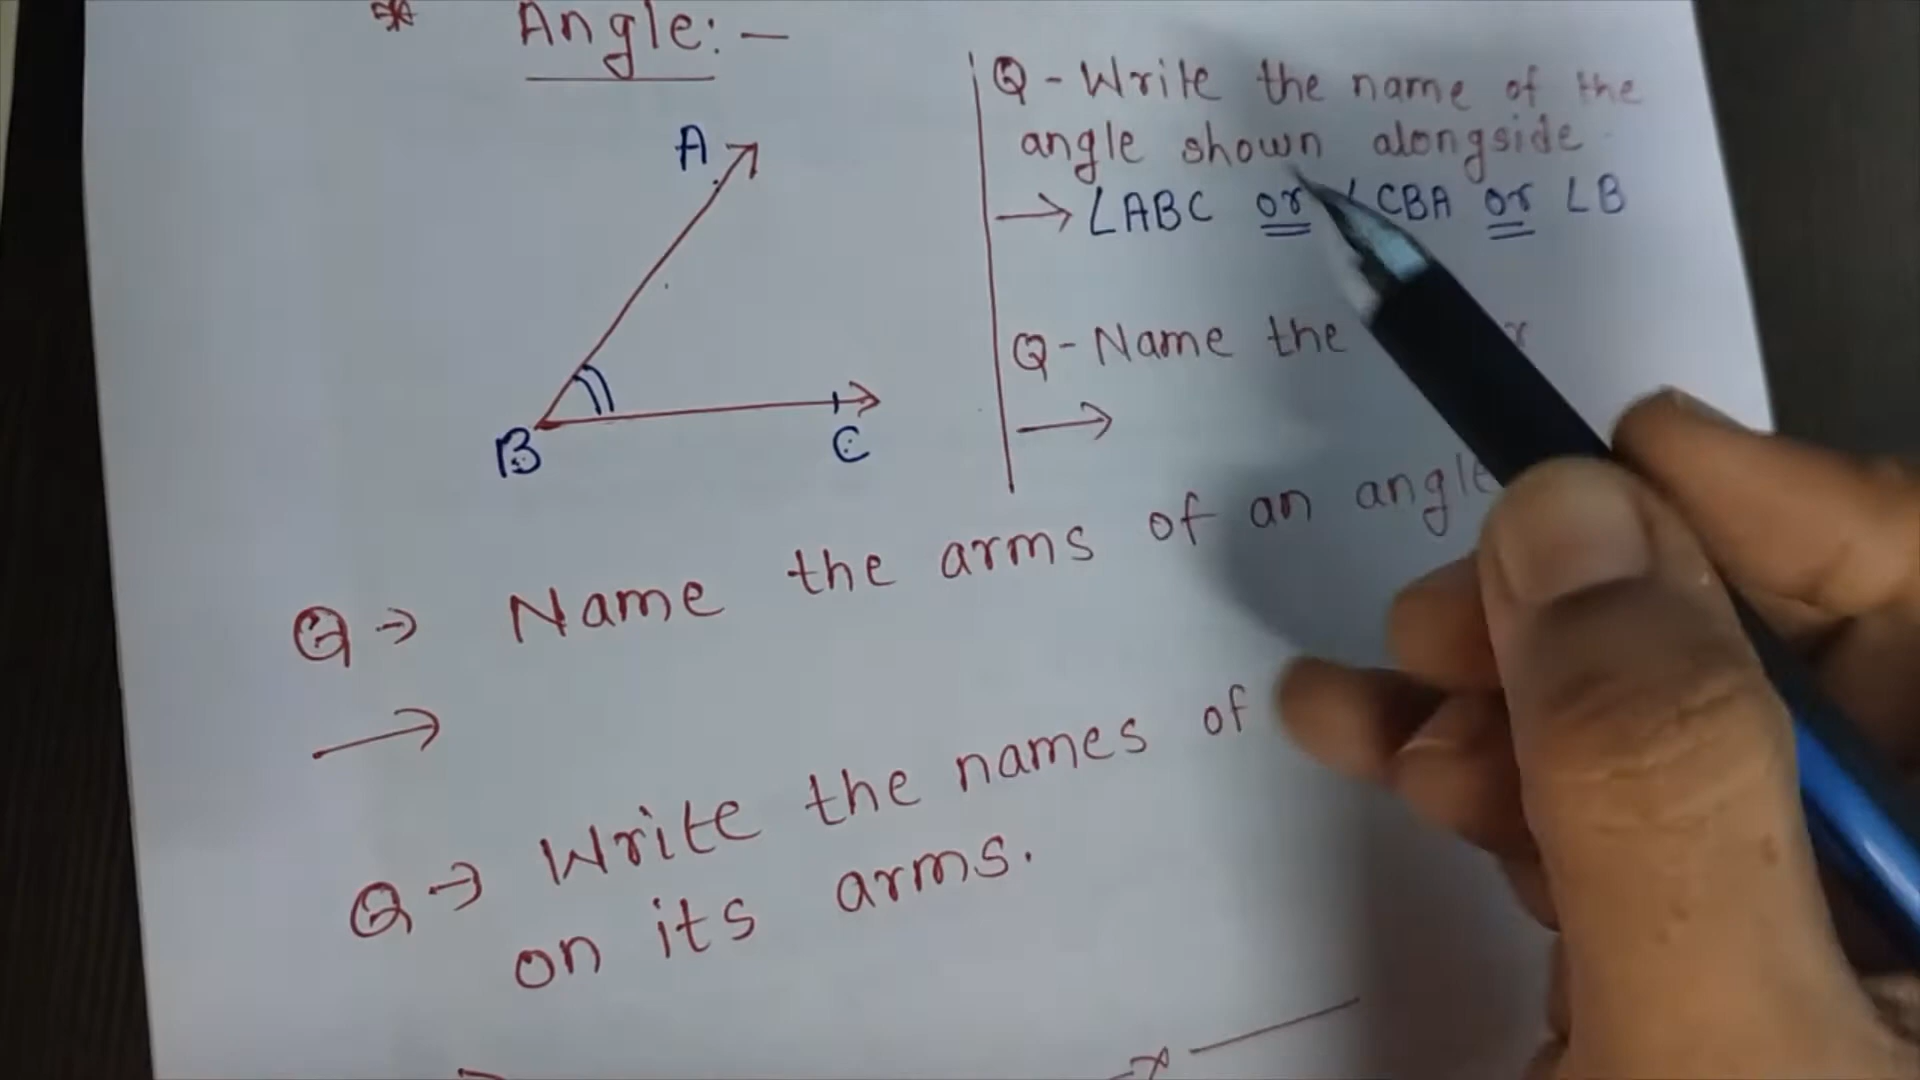 * Angle:-
A
B
C
Q - Write the name of the
angle shown alongside
→ ∠ABC or ∠CBA or ∠B
Q - Name the
→
Q → Name the arms of an angle
→
Q → Write the names of
on its arms.